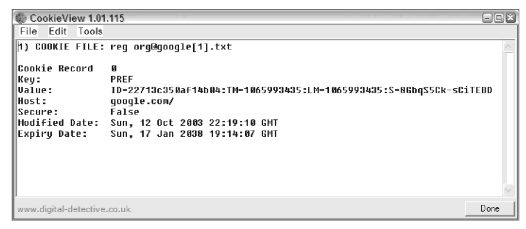 CookieView 1.01.115
File Edit Tools
1) COOKIE FILE: reg org@google[1].txt
Cookie Record 0
Key: PREF
Value: ID=22713c350af14b04:TM=1065993435:LM=1065993435:S=8GbqS5Ck-sCiTEBD
Host: google.com/
Secure: False
Modified Date: Sun, 12 Oct 2003 22:19:10 GMT
Expiry Date: Sun, 17 Jan 2038 19:14:07 GMT
www.digital-detective.co.uk Done